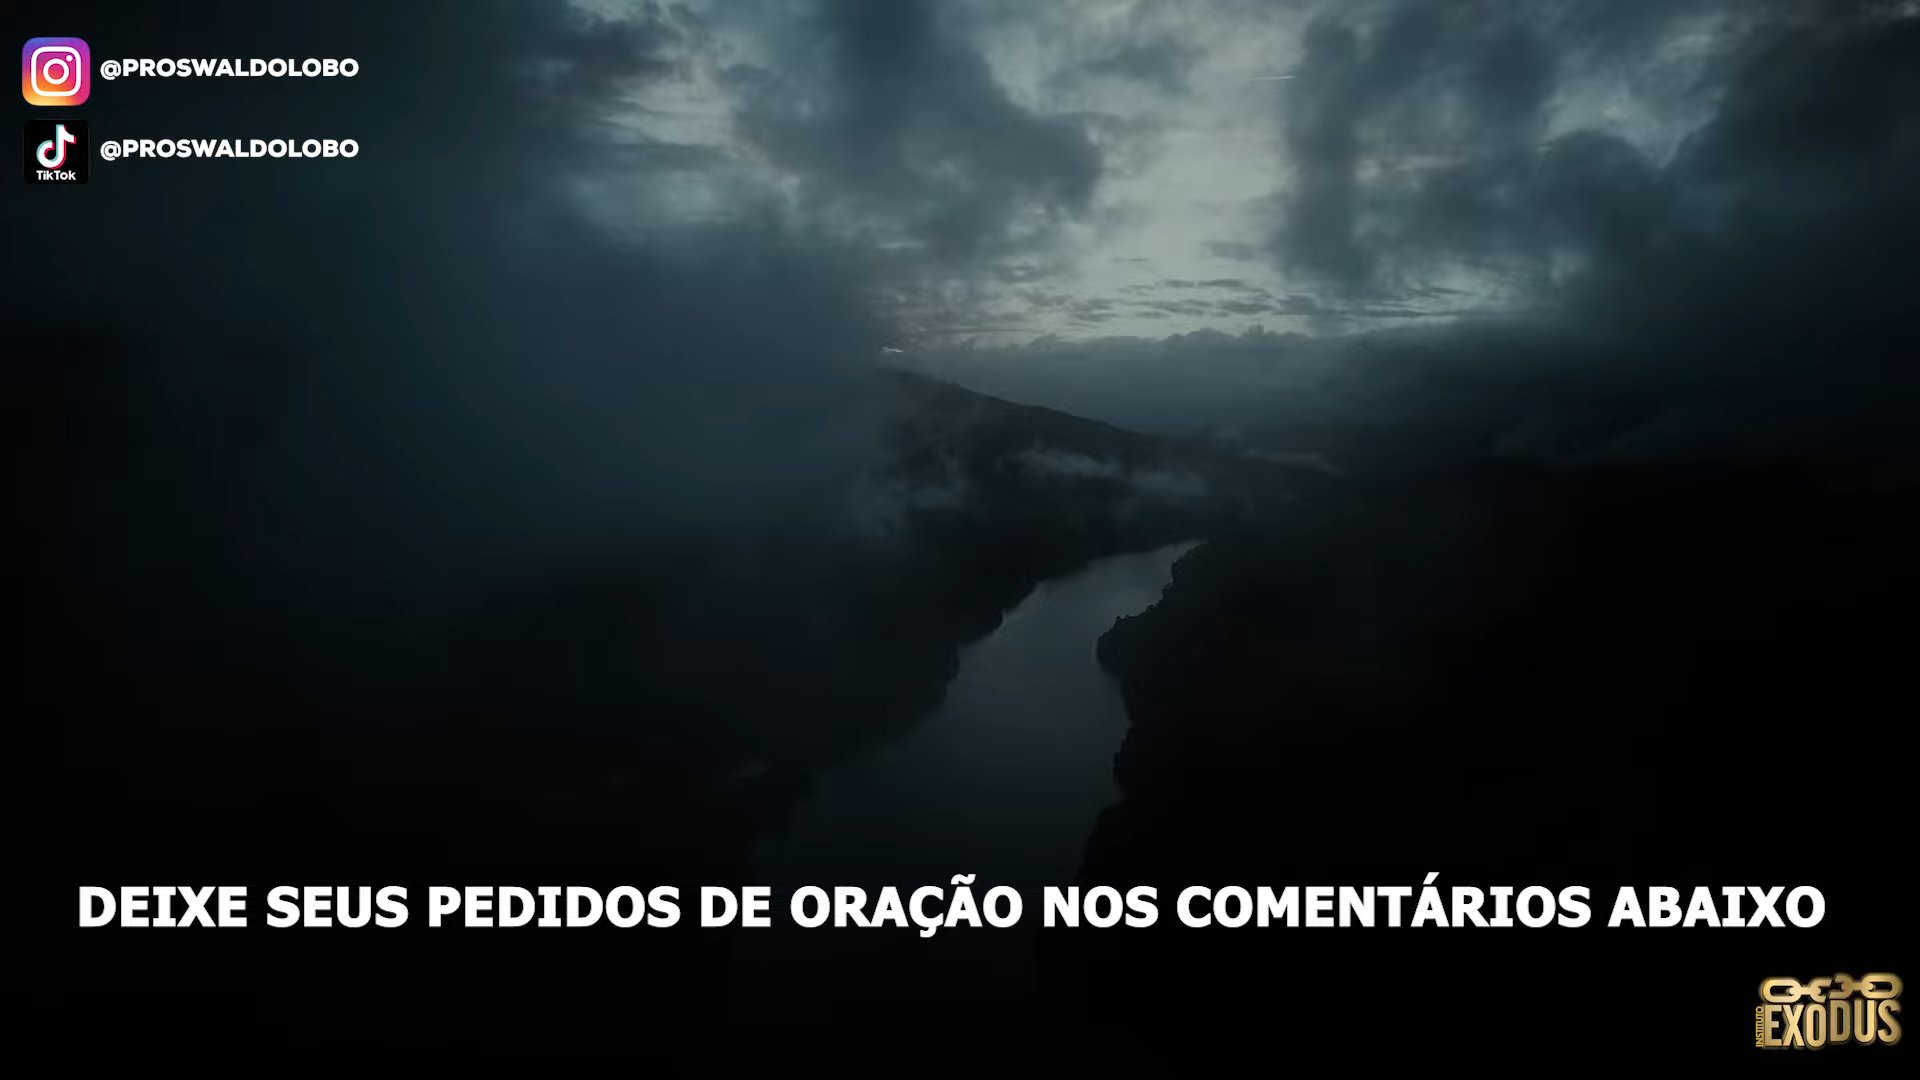 @PROSWALDOLOBO
TikTok
@PROSWALDOLOBO
DEIXE SEUS PEDIDOS DE ORAÇÃO NOS COMENTÁRIOS ABAIXO
INSTITUTO
EXODUS